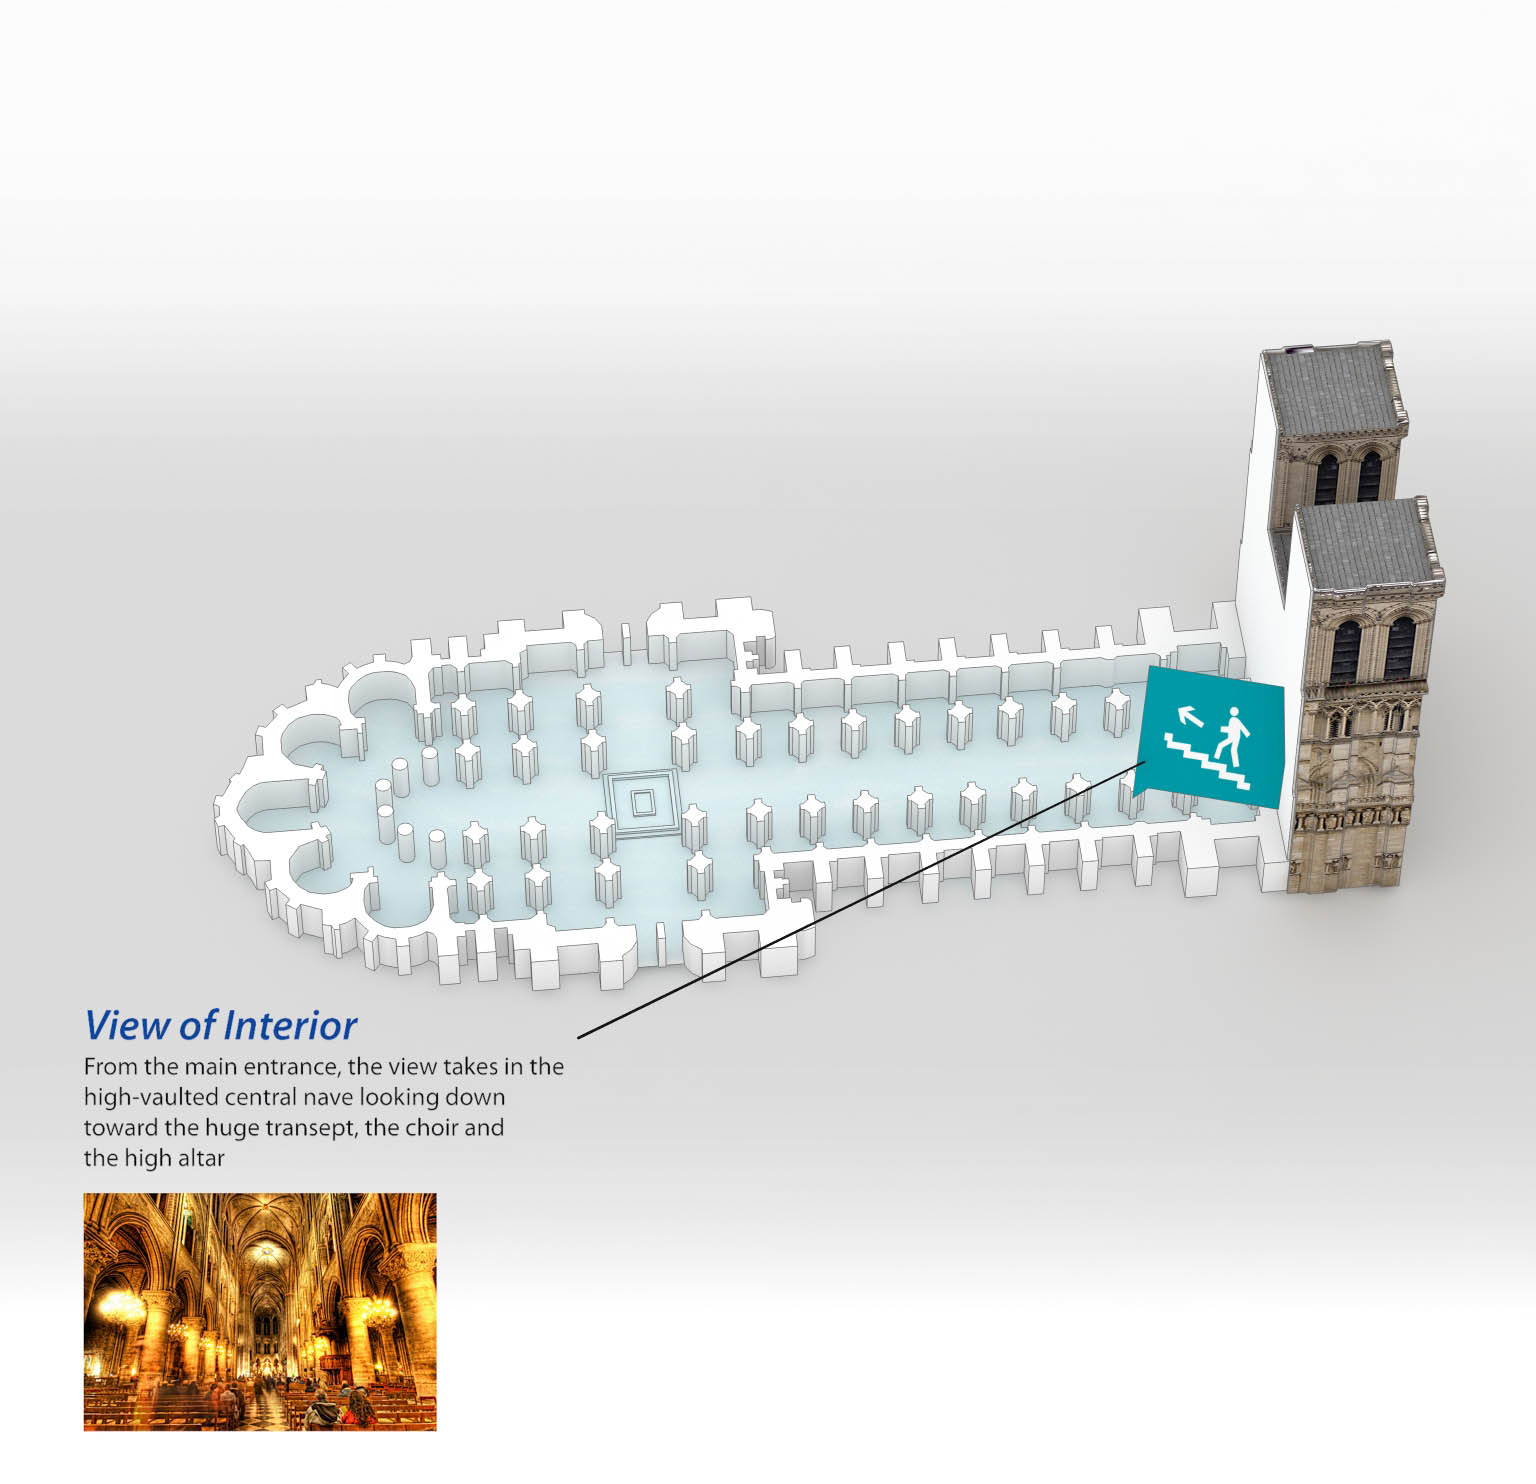 View of Interior
From the main entrance, the view takes in the
high-vaulted central nave looking down
toward the huge transept, the choir and
the high altar